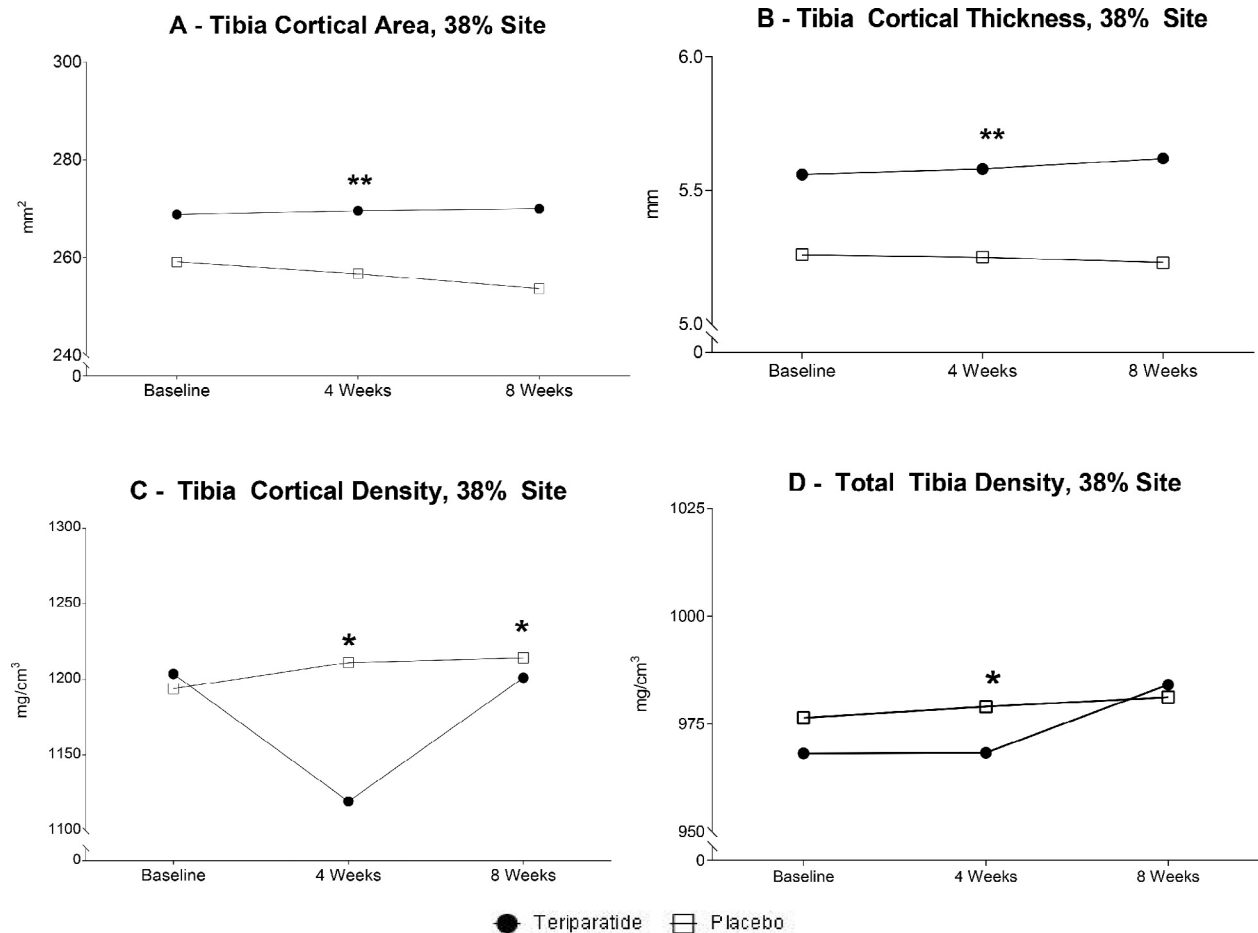 A - Tibia Cortical Area, 38% Site
300
280
260
240
0
mm²
**
Baseline 4 Weeks 8 Weeks
B - Tibia Cortical Thickness, 38% Site
6.0
5.5
5.0
0
mm
**
Baseline 4 Weeks 8 Weeks
C - Tibia Cortical Density, 38% Site
1300
1250
1200
1150
1100
0
mg/cm³
* *
Baseline 4 Weeks 8 Weeks
D - Total Tibia Density, 38% Site
1025
1000
975
950
0
mg/cm³
*
Baseline 4 Weeks 8 Weeks
Teriparatide Placebo